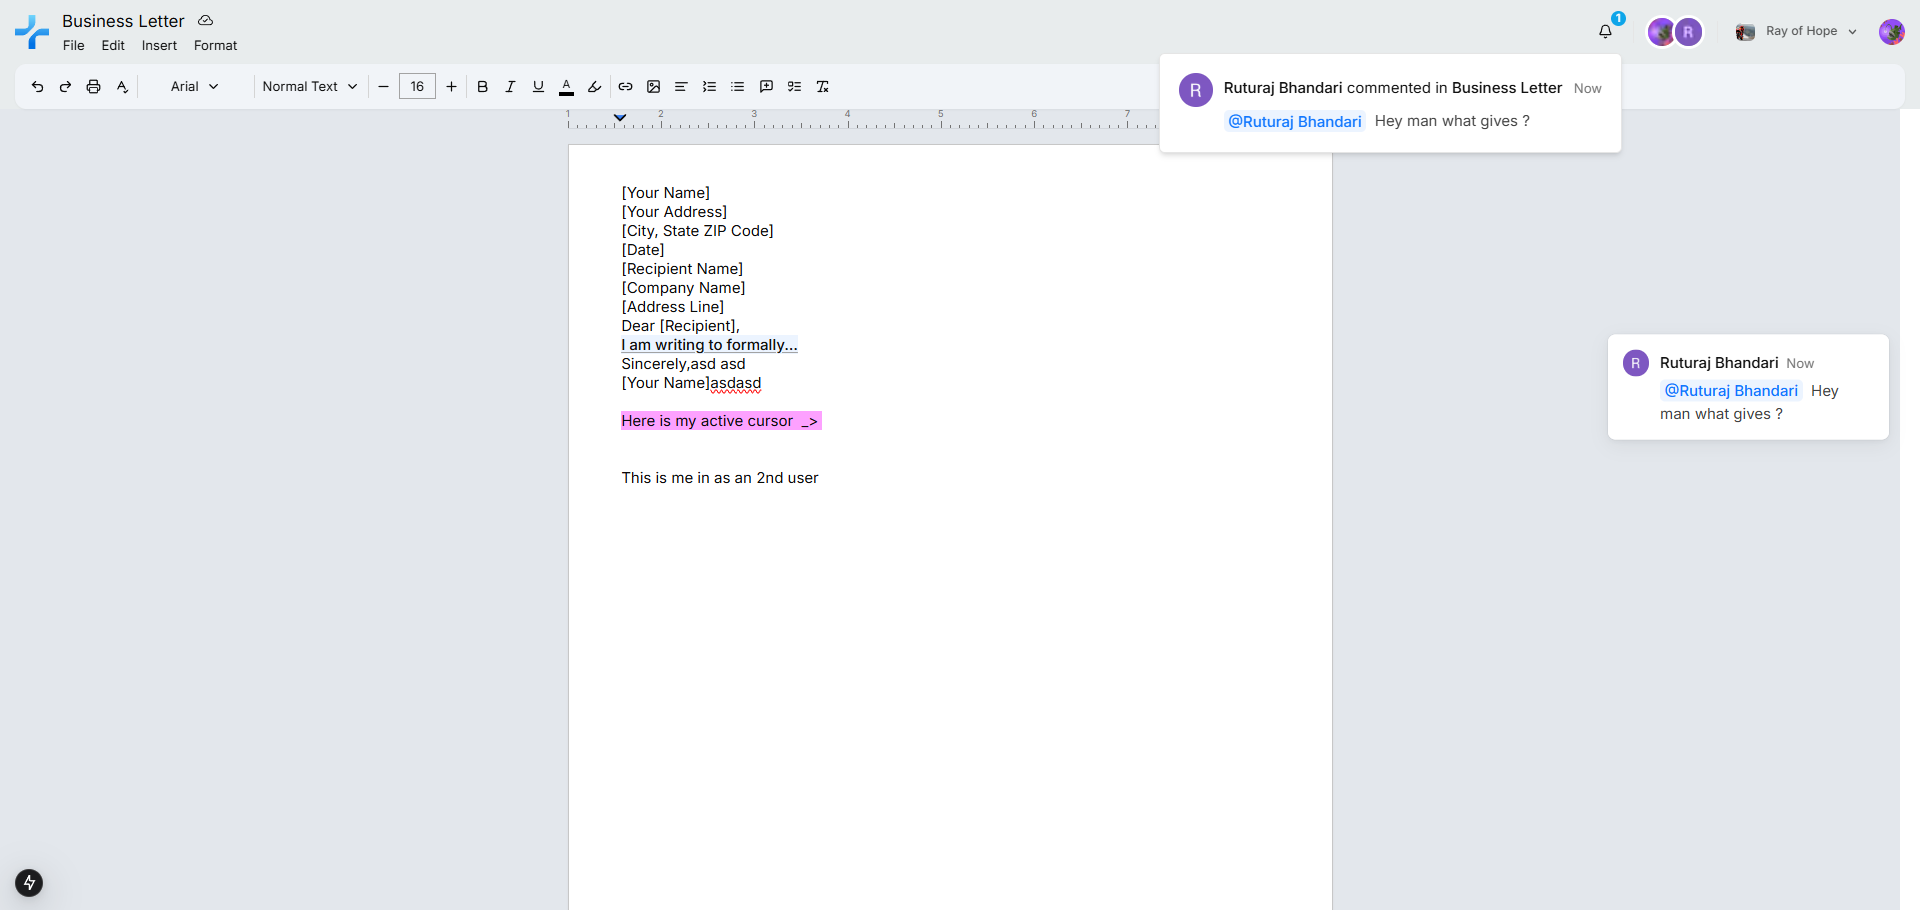 Business Letter
File Edit Insert Format
1
R
Ray of Hope
Arial Normal Text 16 B I U A
Ruturaj Bhandari commented in Business Letter Now
R
@Ruturaj Bhandari Hey man what gives ?
1 2 3 4 5 6 7
[Your Name]
[Your Address]
[City, State ZIP Code]
[Date]
[Recipient Name]
[Company Name]
[Address Line]
Dear [Recipient],
I am writing to formally...
Sincerely,asd asd
[Your Name]asdasd
Here is my active cursor _>
This is me in as an 2nd user
R
Ruturaj Bhandari Now
@Ruturaj Bhandari Hey
man what gives ?